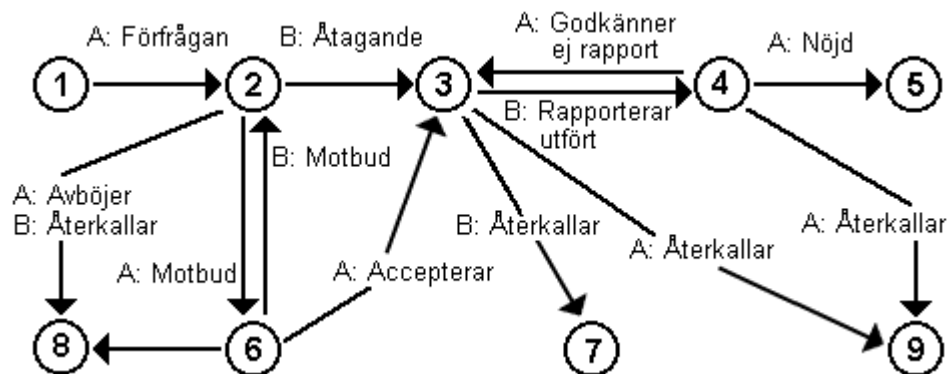 A: Förfrågan
B: Åtagande
A: Godkänner
ej rapport
A: Nöjd
1
2
3
4
5
B: Rapporterar
utfört
B: Motbud
A: Avböjer
B: Återkallar
B: Återkallar
A: Återkallar
A: Återkallar
A: Motbud
A: Accepterar
8
6
7
9